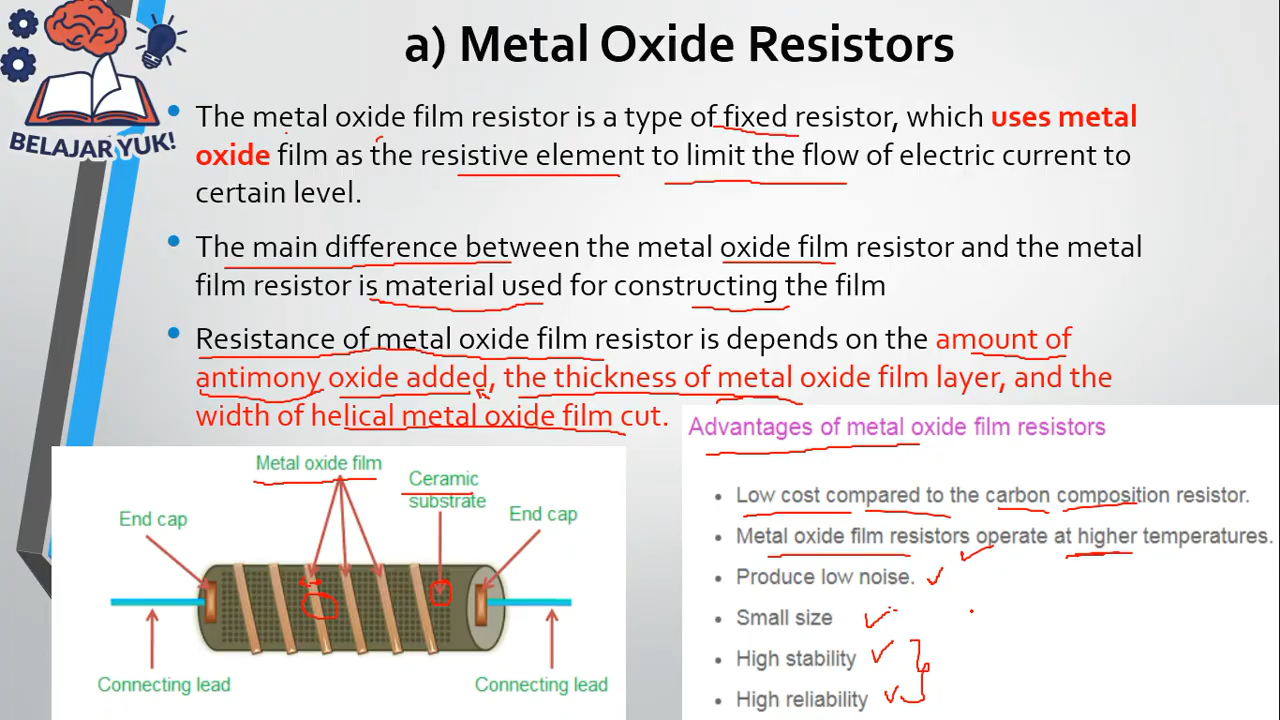 a) Metal Oxide Resistors
BELAJAR YUK!
The metal oxide film resistor is a type of fixed resistor, which uses metal
oxide film as the resistive element to limit the flow of electric current to
certain level.
The main difference between the metal oxide film resistor and the metal
film resistor is material used for constructing the film
Resistance of metal oxide film resistor is depends on the amount of
antimony oxide added, the thickness of metal oxide film layer, and the
width of helical metal oxide film cut.
Metal oxide film
Ceramic
substrate
End cap
End cap
Connecting lead
Connecting lead
Advantages of metal oxide film resistors
Low cost compared to the carbon composition resistor.
Metal oxide film resistors operate at higher temperatures.
Produce low noise.
Small size
High stability
High reliability